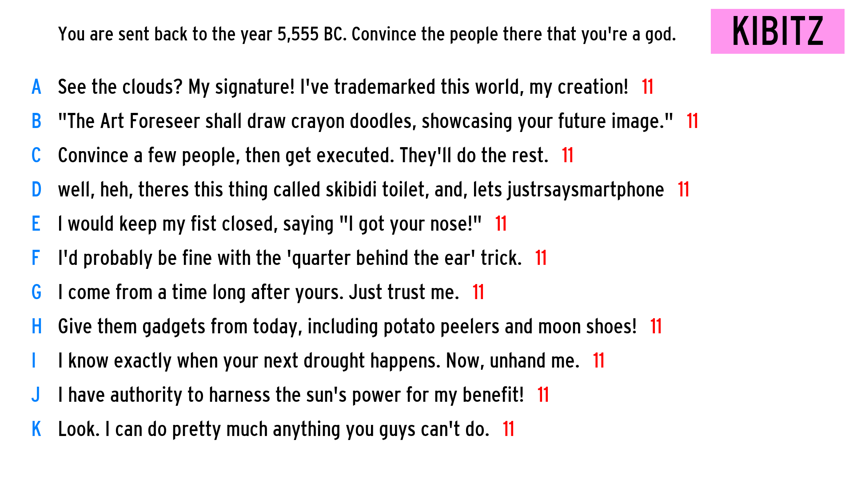 You are sent back to the year 5,555 BC. Convince the people there that you're a god.
KIBITZ
A See the clouds? My signature! I've trademarked this world, my creation! 11
B "The Art Foreseer shall draw crayon doodles, showcasing your future image." 11
C Convince a few people, then get executed. They'll do the rest. 11
D well, heh, theres this thing called skibidi toilet, and, lets justrsaysmartphone 11
E I would keep my fist closed, saying "I got your nose!" 11
F I'd probably be fine with the 'quarter behind the ear' trick. 11
G I come from a time long after yours. Just trust me. 11
H Give them gadgets from today, including potato peelers and moon shoes! 11
I I know exactly when your next drought happens. Now, unhand me. 11
J I have authority to harness the sun's power for my benefit! 11
K Look. I can do pretty much anything you guys can't do. 11